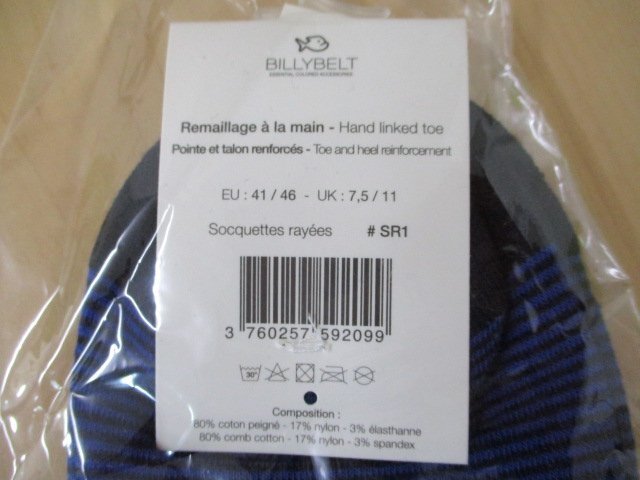 BILLYBELT
ESSENTIAL COLORED ACCESSORIES
Remaillage à la main - Hand linked toe
Pointe et talon renforcés - Toe and heel reinforcement
EU : 41 / 46 - UK : 7,5 / 11
Socquettes rayées # SR1
3 760257 592099
30°
Composition :
80% coton peigné - 17% nylon - 3% élasthanne
80% comb cotton - 17% nylon - 3% spandex